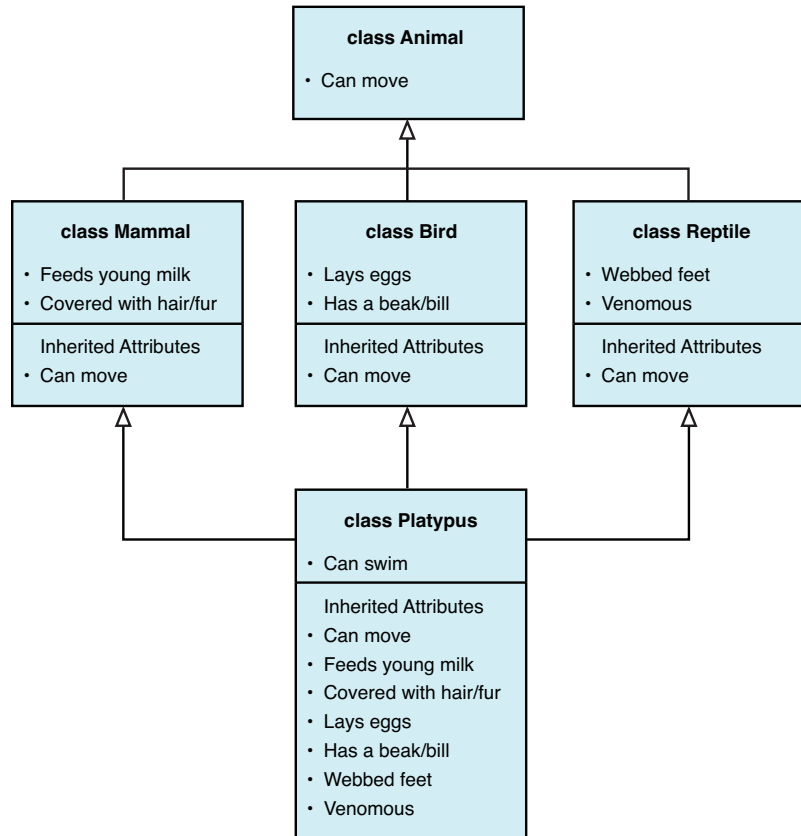 class Animal
• Can move
class Mammal
• Feeds young milk
• Covered with hair/fur
Inherited Attributes
• Can move
class Bird
• Lays eggs
• Has a beak/bill
Inherited Attributes
• Can move
class Reptile
• Webbed feet
• Venomous
Inherited Attributes
• Can move
class Platypus
• Can swim
Inherited Attributes
• Can move
• Feeds young milk
• Covered with hair/fur
• Lays eggs
• Has a beak/bill
• Webbed feet
• Venomous